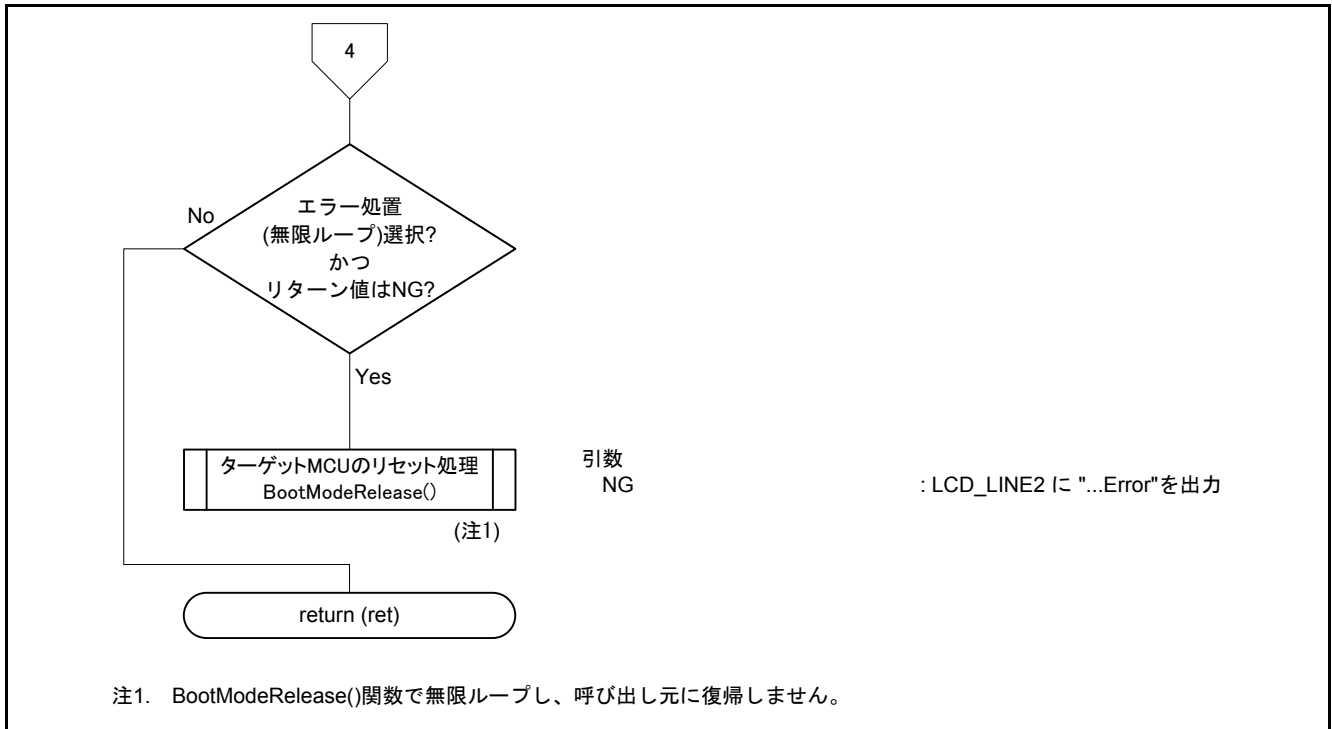 4
No
エラー処置
(無限ループ)選択?
かつ
リターン値はNG?
Yes
ターゲットMCUのリセット処理
BootModeRelease()
引数
NG : LCD_LINE2 に "...Error"を出力
(注1)
return (ret)
注1. BootModeRelease()関数で無限ループし、呼び出し元に復帰しません。